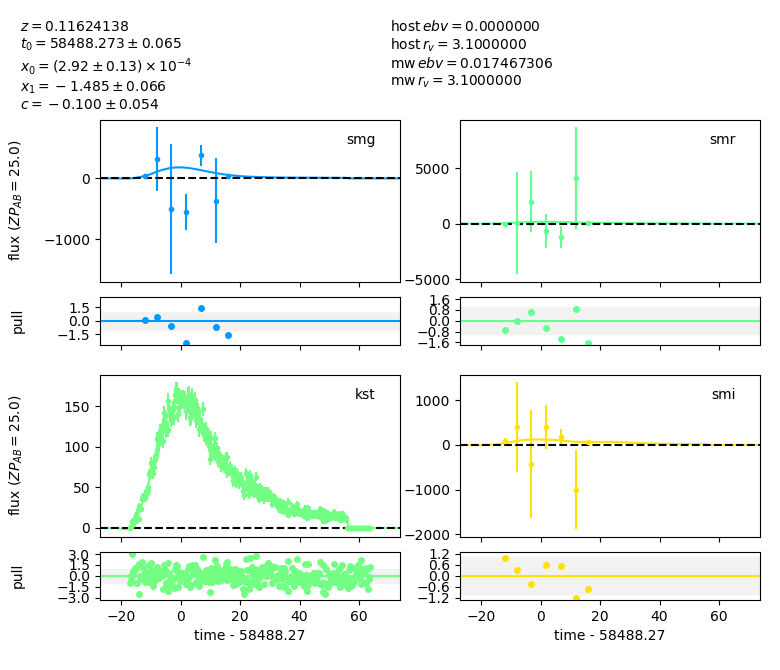 z = 0.11624138
t₀ = 58488.273 ± 0.065
x₀ = (2.92 ± 0.13) × 10⁻⁴
x₁ = −1.485 ± 0.066
c = −0.100 ± 0.054
host ebv = 0.0000000
host r_v = 3.1000000
mw ebv = 0.017467306
mw r_v = 3.1000000
smg
flux (ZP_AB = 25.0)
0
−1000
smr
5000
0
−5000
pull
1.5
0.0
−1.5
1.6
0.8
0.0
−0.8
−1.6
kst
flux (ZP_AB = 25.0)
150
100
50
0
smi
1000
0
−1000
−2000
pull
3.0
1.5
0.0
−1.5
−3.0
1.2
0.6
0.0
−0.6
−1.2
−20 0 20 40 60
time - 58488.27
−20 0 20 40 60
time - 58488.27